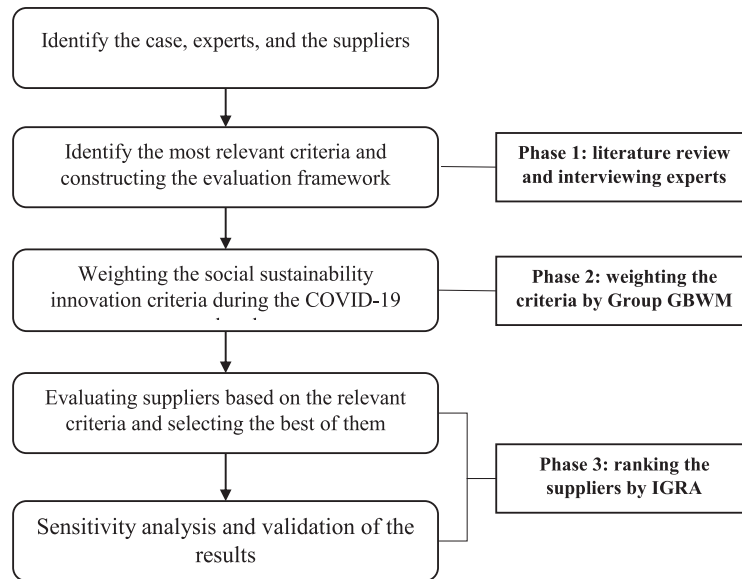 Identify the case, experts, and the suppliers
Identify the most relevant criteria and
constructing the evaluation framework
Phase 1: literature review
and interviewing experts
Weighting the social sustainability
innovation criteria during the COVID-19
Phase 2: weighting the
criteria by Group GBWM
Evaluating suppliers based on the relevant
criteria and selecting the best of them
Phase 3: ranking the
suppliers by IGRA
Sensitivity analysis and validation of the
results